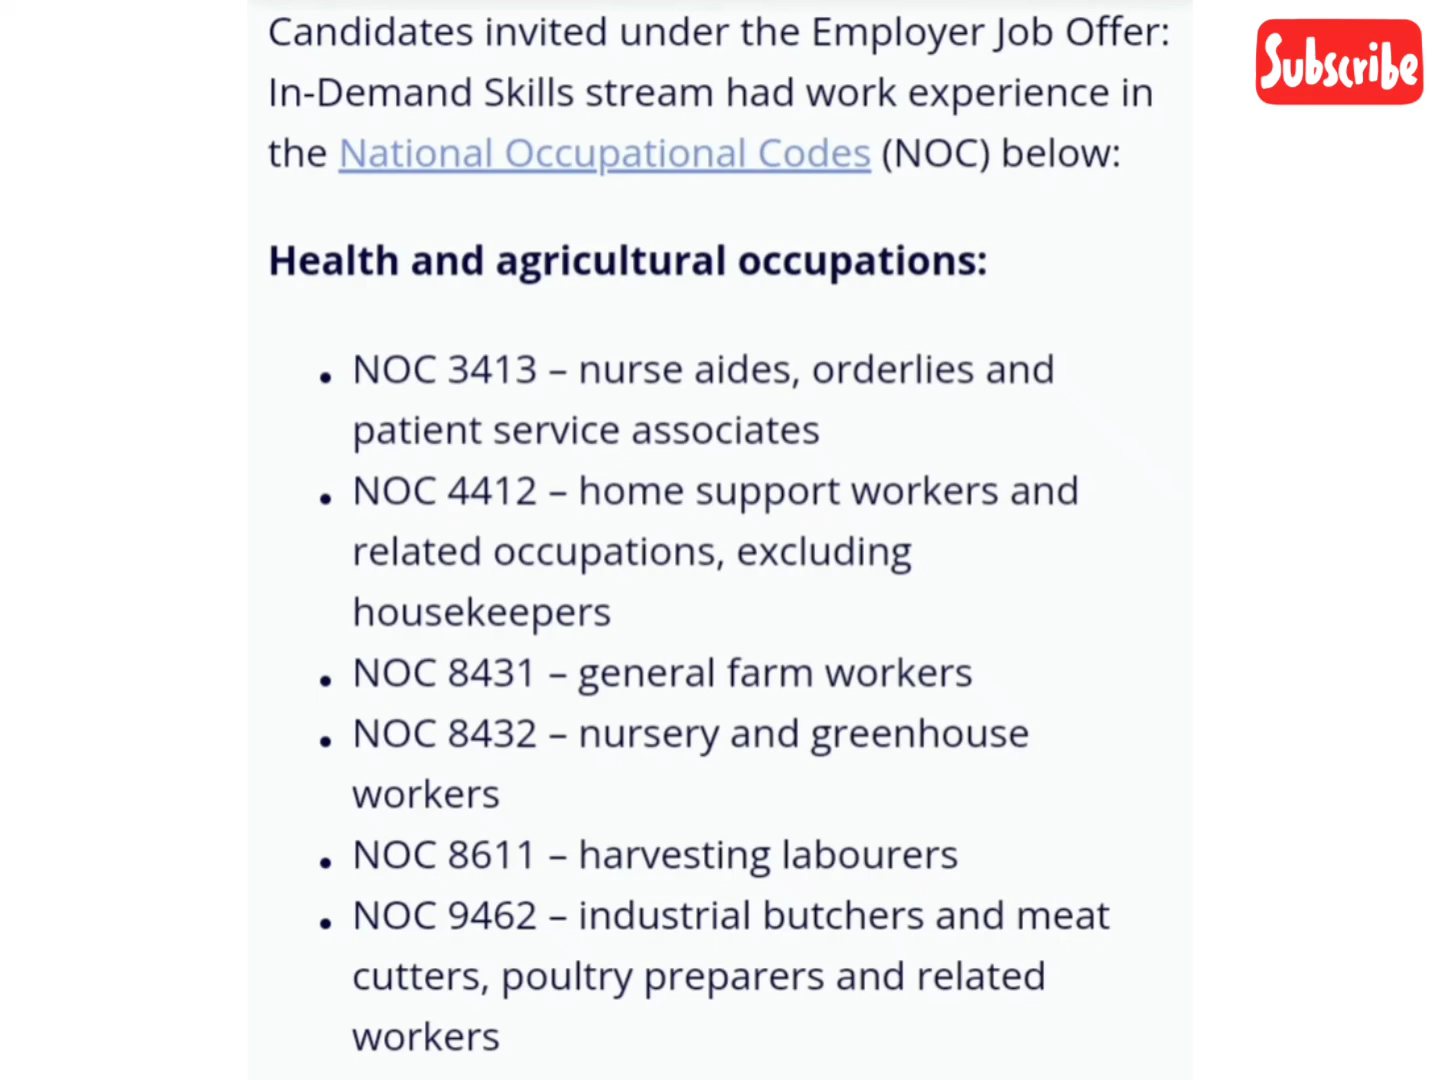 Candidates invited under the Employer Job Offer:
In-Demand Skills stream had work experience in
the National Occupational Codes (NOC) below:
Health and agricultural occupations:
• NOC 3413 – nurse aides, orderlies and
patient service associates
• NOC 4412 – home support workers and
related occupations, excluding
housekeepers
• NOC 8431 – general farm workers
• NOC 8432 – nursery and greenhouse
workers
• NOC 8611 – harvesting labourers
• NOC 9462 – industrial butchers and meat
cutters, poultry preparers and related
workers
Subscribe